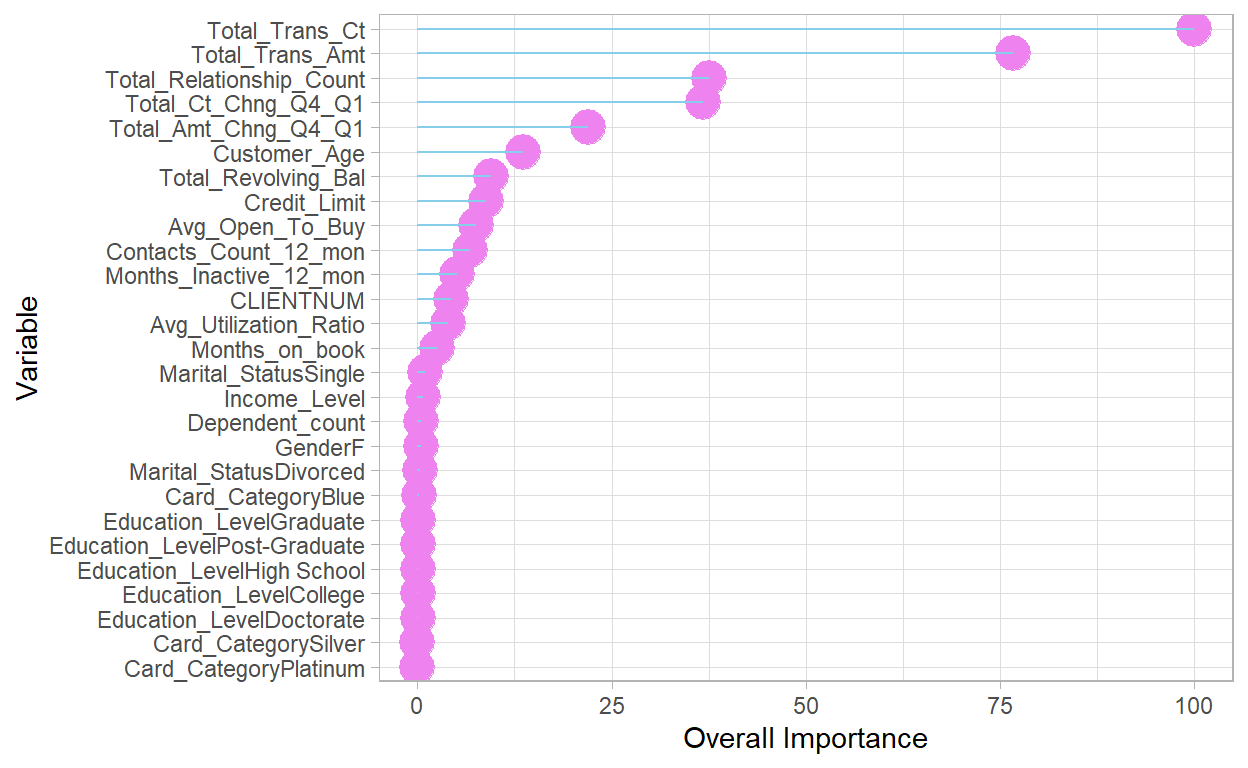 Total_Trans_Ct
Total_Trans_Amt
Total_Relationship_Count
Total_Ct_Chng_Q4_Q1
Total_Amt_Chng_Q4_Q1
Customer_Age
Total_Revolving_Bal
Credit_Limit
Avg_Open_To_Buy
Contacts_Count_12_mon
Months_Inactive_12_mon
CLIENTNUM
Avg_Utilization_Ratio
Months_on_book
Marital_StatusSingle
Income_Level
Dependent_count
GenderF
Marital_StatusDivorced
Card_CategoryBlue
Education_LevelGraduate
Education_LevelPost-Graduate
Education_LevelHigh School
Education_LevelCollege
Education_LevelDoctorate
Card_CategorySilver
Card_CategoryPlatinum
Variable
0 25 50 75 100
Overall Importance